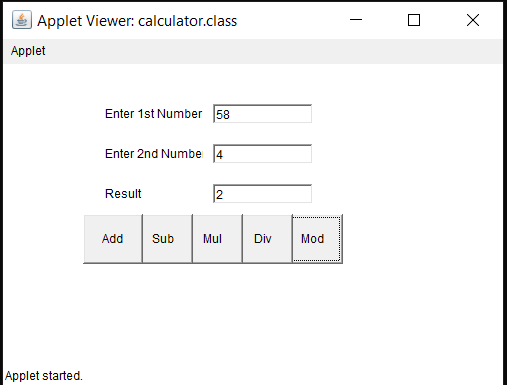 Applet Viewer: calculator.class
Applet
Enter 1st Number 58
Enter 2nd Numbe 4
Result 2
Add Sub Mul Div Mod
Applet started.